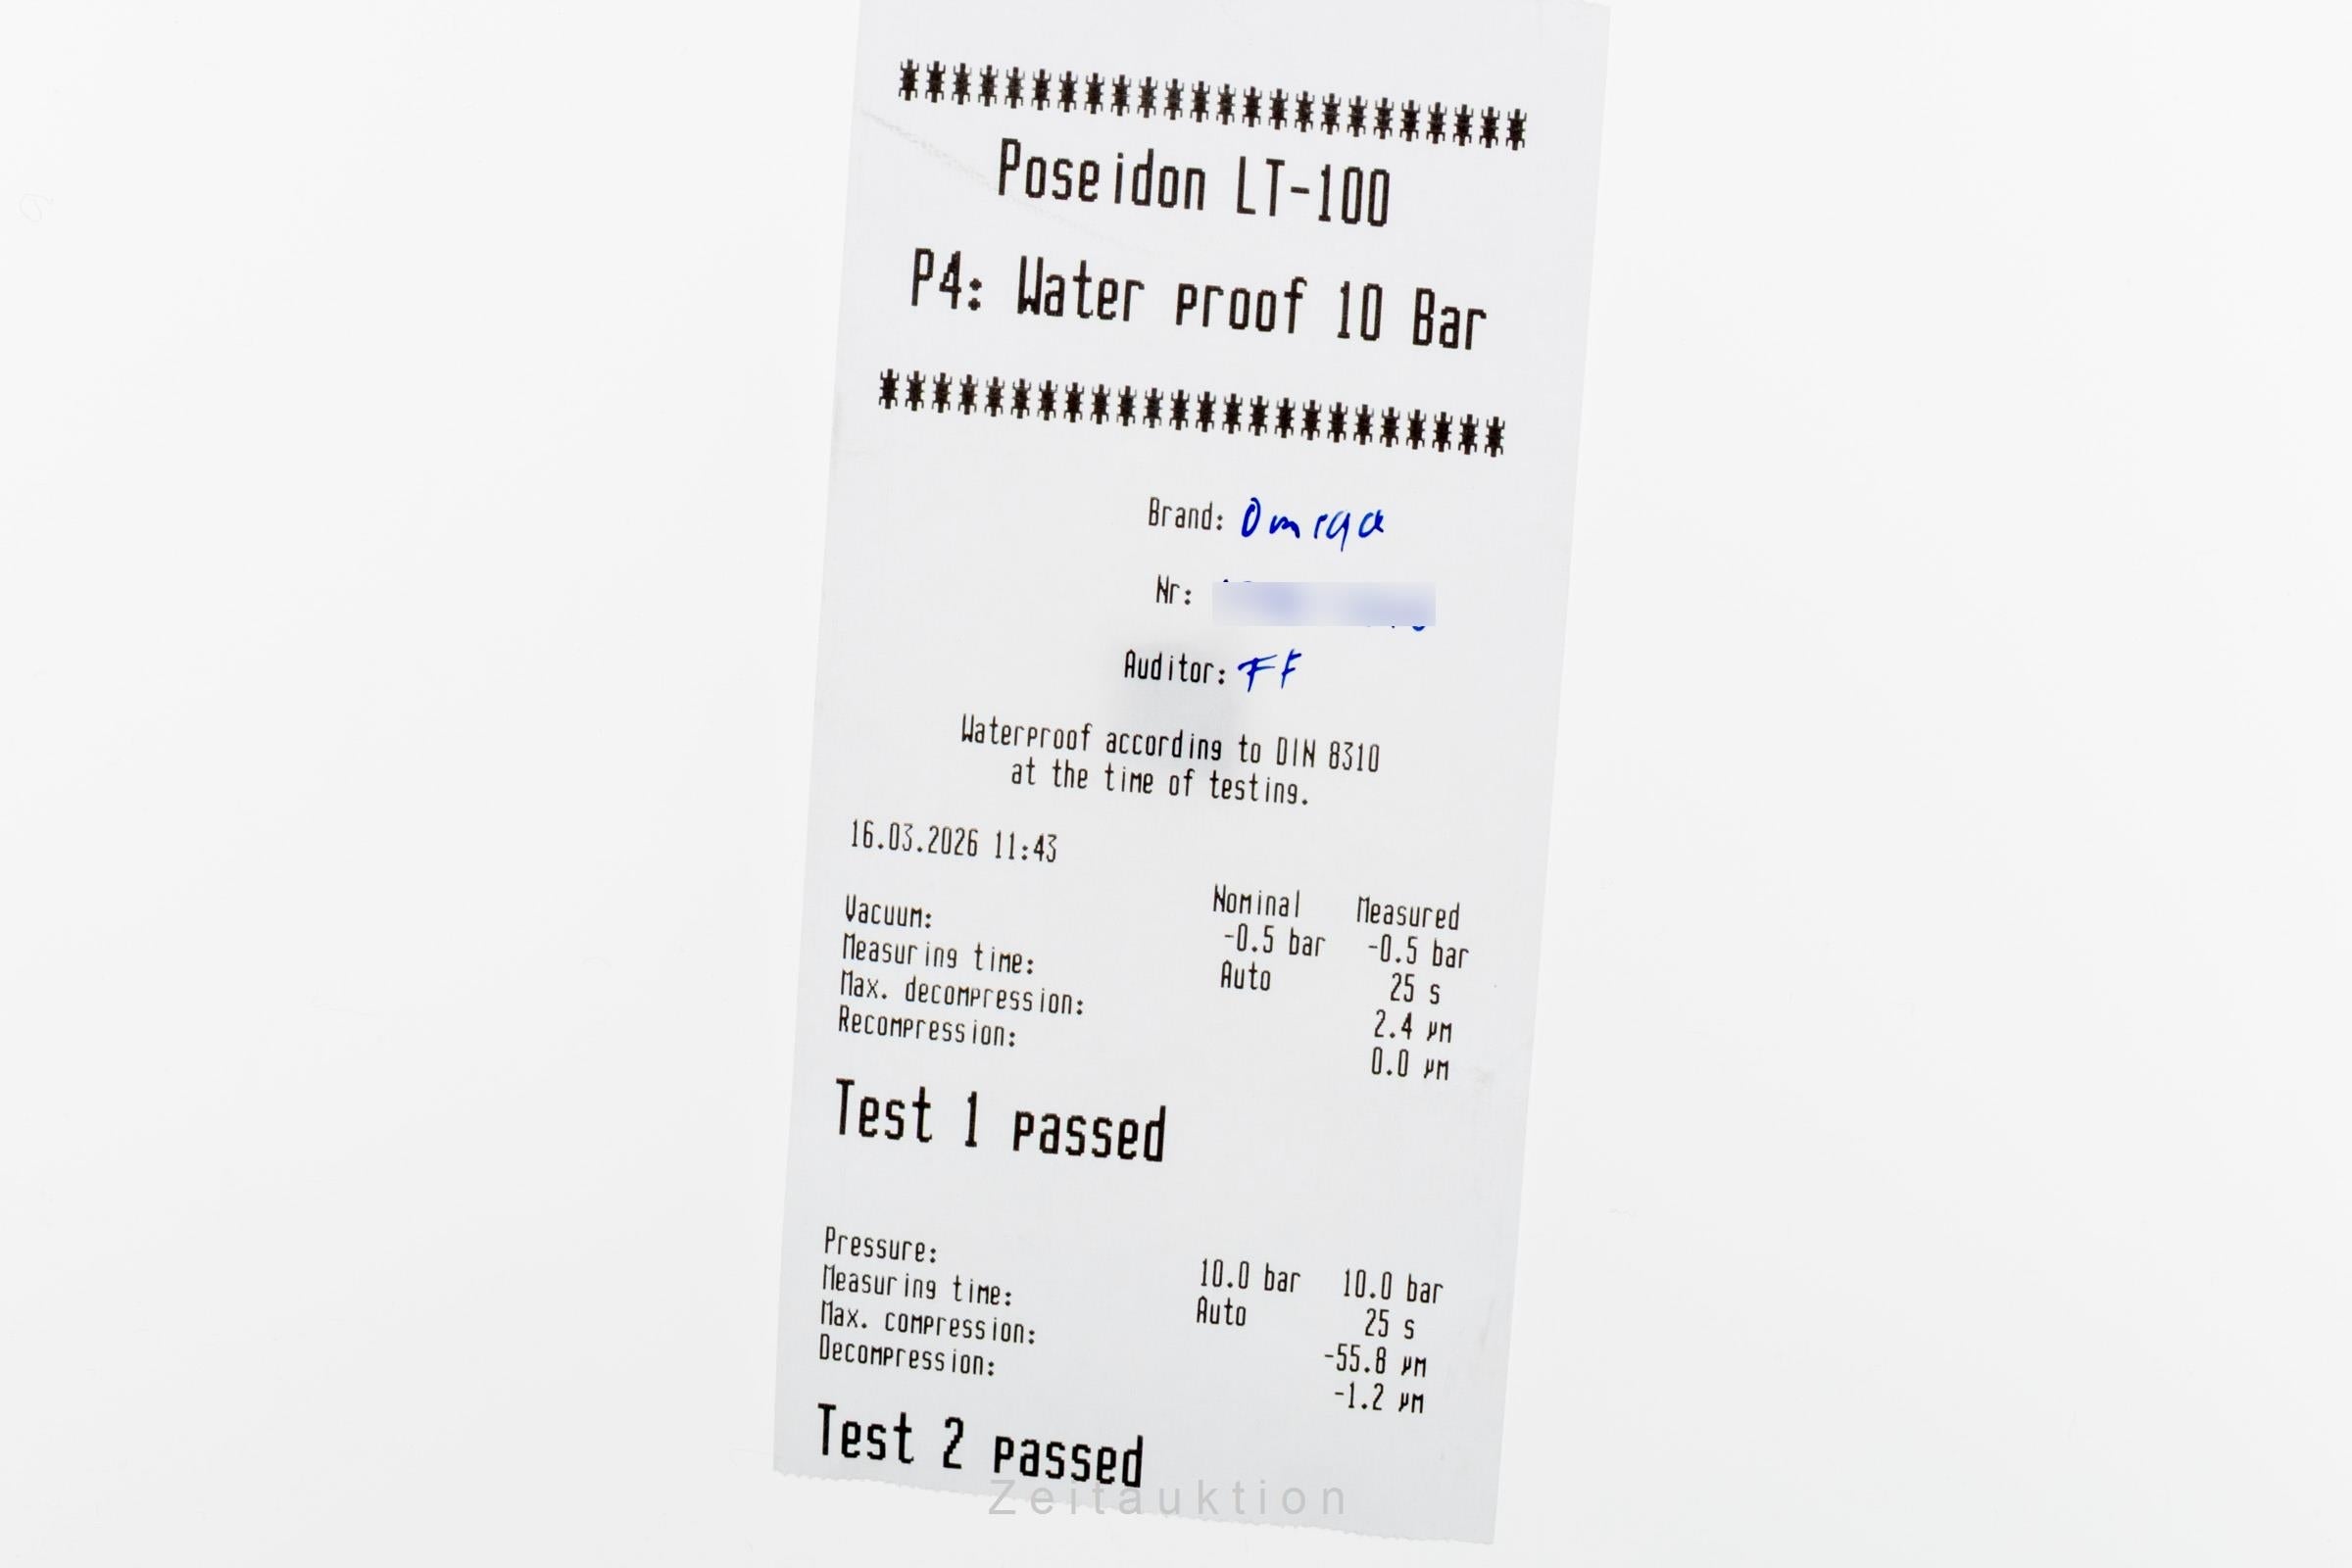 ************************
Poseidon LT-100
P4: Water proof 10 Bar
************************
Brand: Omega
Nr:
Auditor: FF
Waterproof according to DIN 8310
at the time of testing.
16.03.2026 11:43
Nominal Measured
Vacuum: -0.5 bar -0.5 bar
Measuring time: Auto 25 s
Max. decompression: 2.4 µm
Recompression: 0.0 µm
Test 1 passed
Pressure: 10.0 bar 10.0 bar
Measuring time: Auto 25 s
Max. compression: -55.8 µm
Decompression: -1.2 µm
Test 2 passed
Zeitauktion